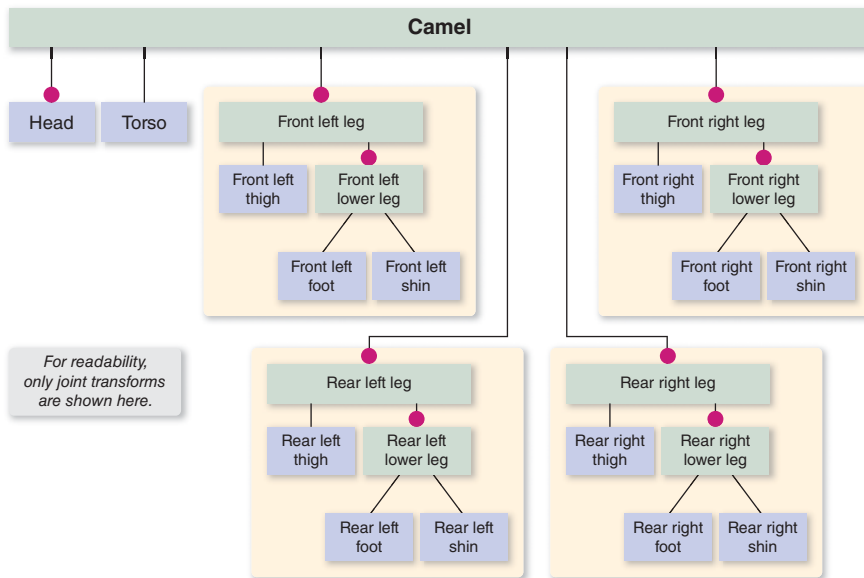 Camel
Head
Torso
Front left leg
Front left
thigh
Front left
lower leg
Front left
foot
Front left
shin
Front right leg
Front right
thigh
Front right
lower leg
Front right
foot
Front right
shin
For readability,
only joint transforms
are shown here.
Rear left leg
Rear left
thigh
Rear left
lower leg
Rear left
foot
Rear left
shin
Rear right leg
Rear right
thigh
Rear right
lower leg
Rear right
foot
Rear right
shin